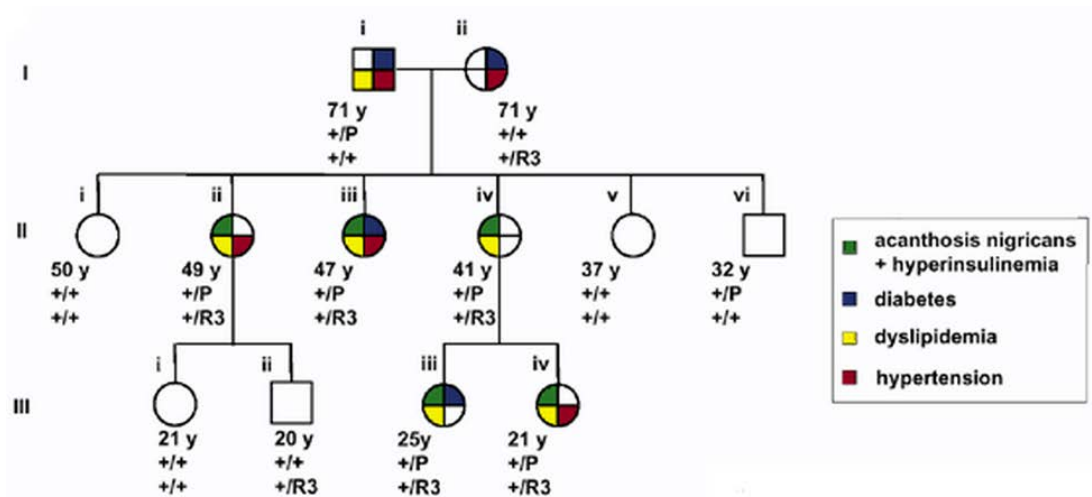 i ii
I
71 y 71 y
+/P +/+
+/+ +/R3
i ii iii iv v vi
II
50 y 49 y 47 y 41 y 37 y 32 y
+/+ +/P +/P +/P +/+ +/P
+/+ +/R3 +/R3 +/R3 +/+ +/+
i ii iii iv
III
21 y 20 y 25y 21 y
+/+ +/+ +/P +/P
+/+ +/R3 +/R3 +/R3
acanthosis nigricans
+ hyperinsulinemia
diabetes
dyslipidemia
hypertension